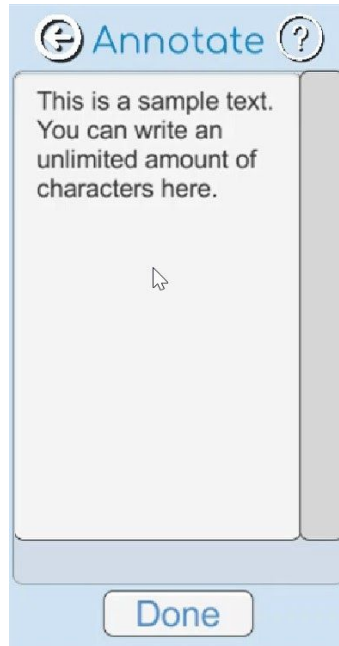 Annotate ?
This is a sample text.
You can write an
unlimited amount of
characters here.
Done